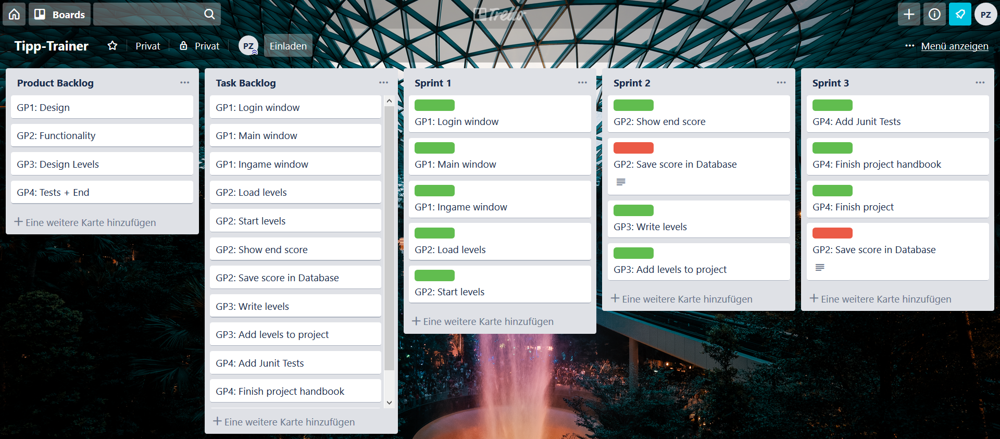 Boards
Trello
PZ
Tipp-Trainer
Privat
Privat
PZ
Einladen
Menü anzeigen
Product Backlog
GP1: Design
GP2: Functionality
GP3: Design Levels
GP4: Tests + End
Eine weitere Karte hinzufügen
Task Backlog
GP1: Login window
GP1: Main window
GP1: Ingame window
GP2: Load levels
GP2: Start levels
GP2: Show end score
GP2: Save score in Database
GP3: Write levels
GP3: Add levels to project
GP4: Add Junit Tests
GP4: Finish project handbook
Eine weitere Karte hinzufügen
Sprint 1
GP1: Login window
GP1: Main window
GP1: Ingame window
GP2: Load levels
GP2: Start levels
Eine weitere Karte hinzufügen
Sprint 2
GP2: Show end score
GP2: Save score in Database
GP3: Write levels
GP3: Add levels to project
Eine weitere Karte hinzufügen
Sprint 3
GP4: Add Junit Tests
GP4: Finish project handbook
GP4: Finish project
GP2: Save score in Database
Eine weitere Karte hinzufügen